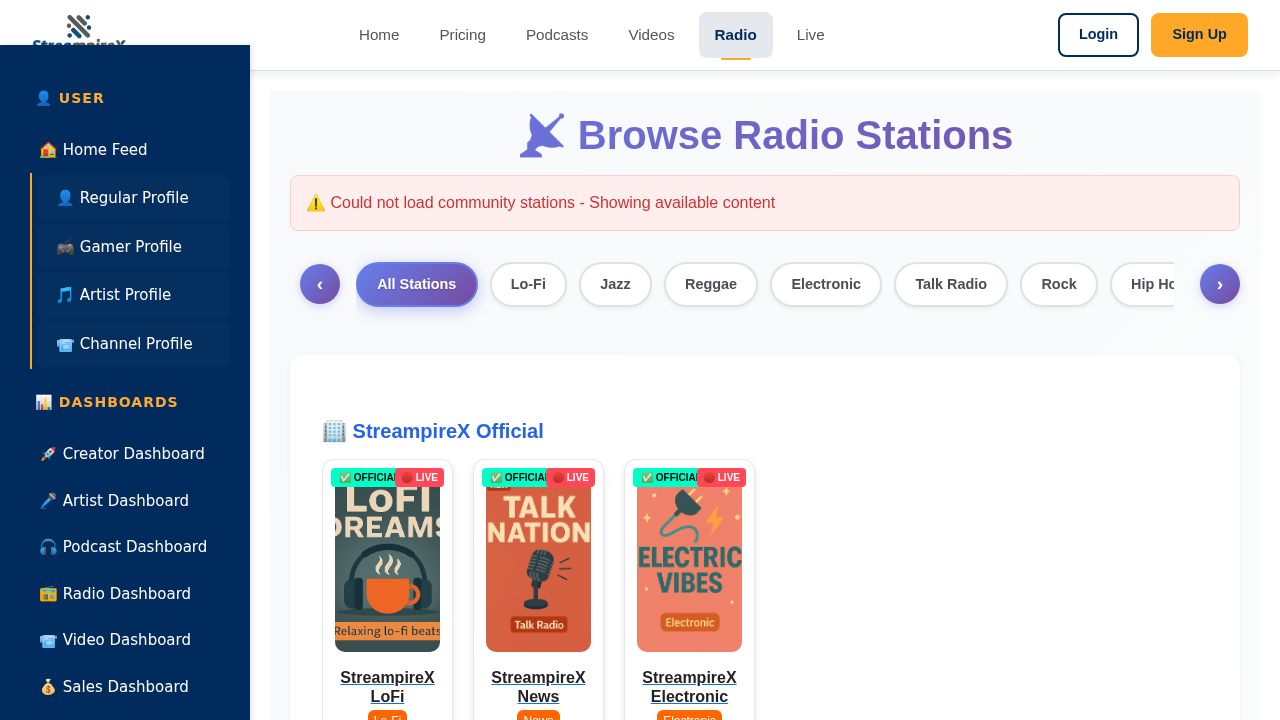 StreampireX
Home
Pricing
Podcasts
Videos
Radio
Live
Login
Sign Up
👤 USER
🏠 Home Feed
👤 Regular Profile
🎮 Gamer Profile
🎵 Artist Profile
📹 Channel Profile
📊 DASHBOARDS
🚀 Creator Dashboard
🎤 Artist Dashboard
🎧 Podcast Dashboard
📻 Radio Dashboard
📹 Video Dashboard
💰 Sales Dashboard
📡 Browse Radio Stations
⚠️ Could not load community stations - Showing available content
‹
All Stations
Lo-Fi
Jazz
Reggae
Electronic
Talk Radio
Rock
Hip Ho
›
🏢 StreampireX Official
✅ OFFICIAL
🔴 LIVE
LoFi
DREAMS
Relaxing lo-fi beats
StreampireX
LoFi
Lo-Fi
✅ OFFICIAL
🔴 LIVE
TALK
NATION
Talk Radio
StreampireX
News
News
✅ OFFICIAL
🔴 LIVE
ELECTRIC
VIBES
Electronic
StreampireX
Electronic
Electronic